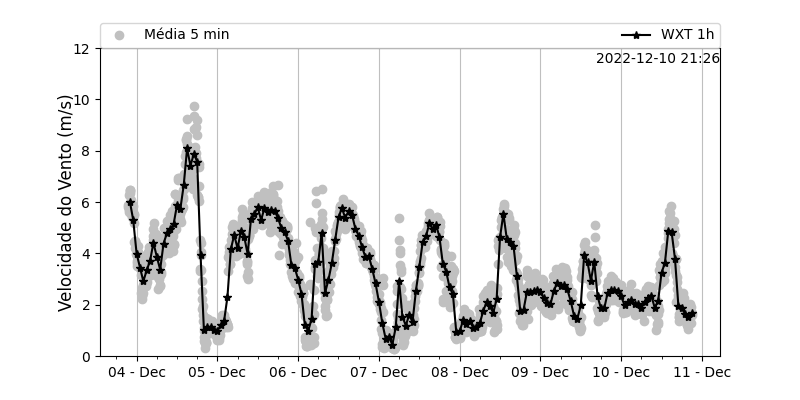 Média 5 min
WXT 1h
2022-12-10 21:26
Velocidade do Vento (m/s)
12
10
8
6
4
2
0
04 - Dec 05 - Dec 06 - Dec 07 - Dec 08 - Dec 09 - Dec 10 - Dec 11 - Dec